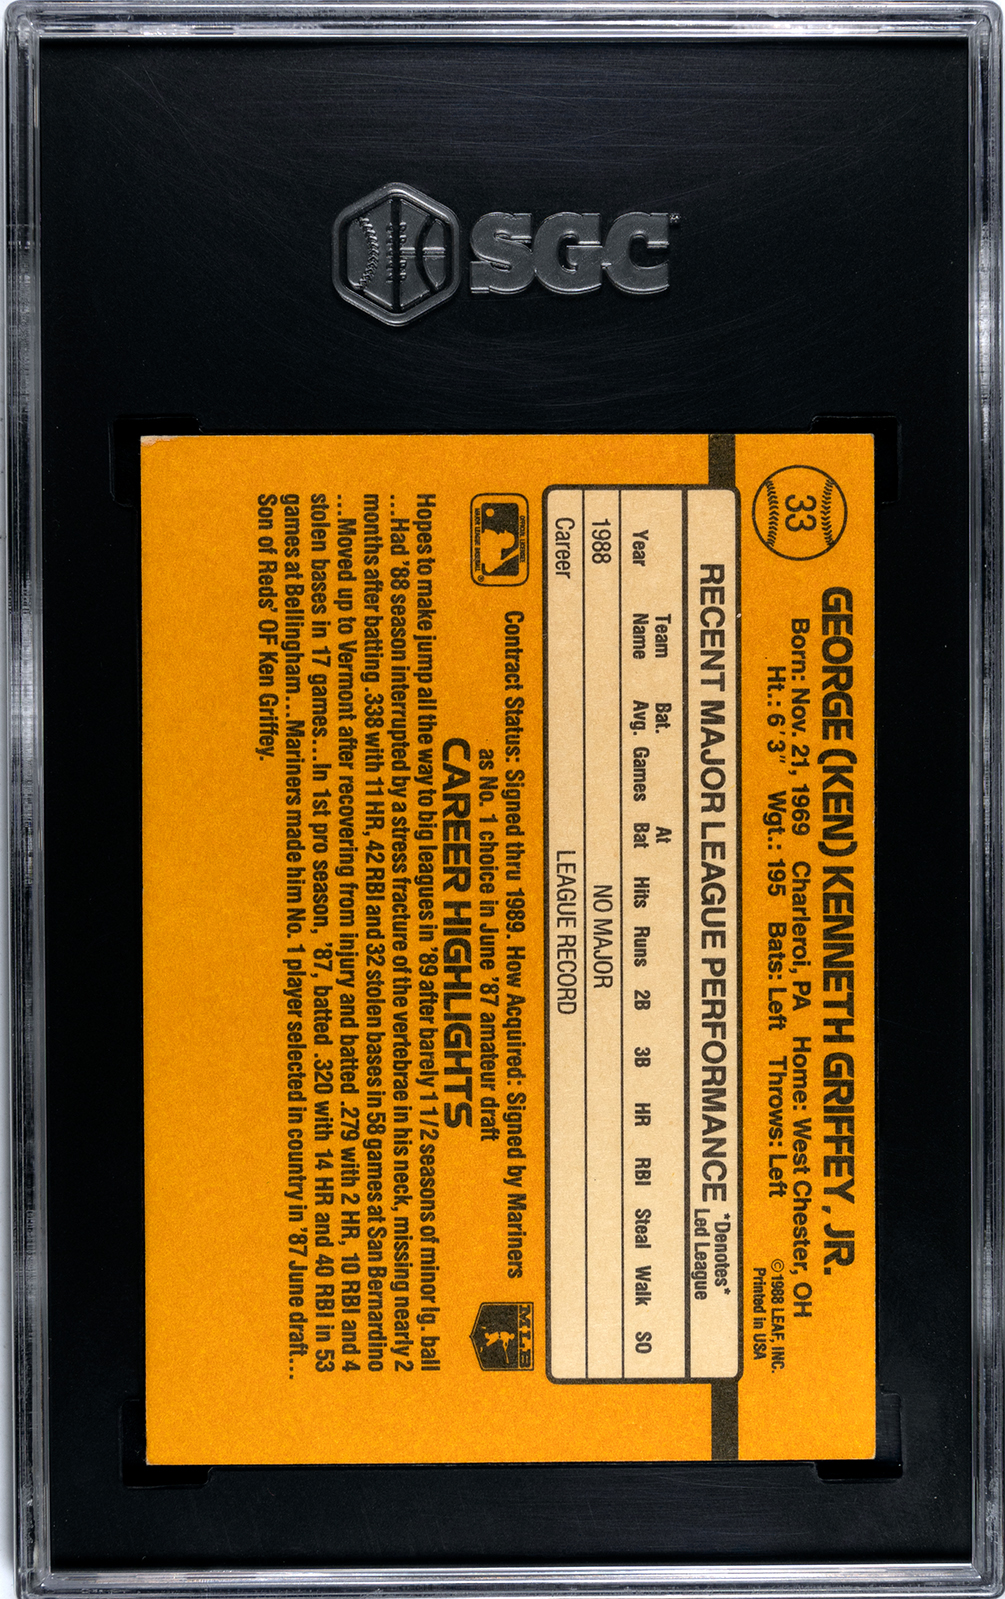 SGC
33
GEORGE (KEN) KENNETH GRIFFEY, JR.
Born: Nov. 21, 1969 Charleroi, PA Home: West Chester, OH
Ht.: 6'3" Wgt.: 195 Bats: Left Throws: Left
© 1988 LEAF, INC.
Printed in USA
RECENT MAJOR LEAGUE PERFORMANCE
*Denotes*
Led League
Year Team Name Bat. Avg. Games At Bat Hits Runs 2B 3B HR RBI Steal Walk SO
1988 NO MAJOR
Career LEAGUE RECORD
OFFICIAL LICENSEE
MAJOR LEAGUE BASEBALL
®
Contract Status: Signed thru 1989. How Acquired: Signed by Mariners
as No. 1 choice in June '87 amateur draft
MLB
CAREER HIGHLIGHTS
Hopes to make jump all the way to big leagues in '89 after barely 1 1/2 seasons of minor lg. ball
...Had '88 season interrupted by a stress fracture of the vertebrae in his neck, missing nearly 2
months after batting .338 with 11 HR, 42 RBI and 32 stolen bases in 58 games at San Bernardino
...Moved up to Vermont after recovering from injury and batted .279 with 2 HR, 10 RBI and 4
stolen bases in 17 games...In 1st pro season, '87, batted .320 with 14 HR and 40 RBI in 53
games at Bellingham...Mariners made him No. 1 player selected in country in '87 June draft...
Son of Reds' OF Ken Griffey.